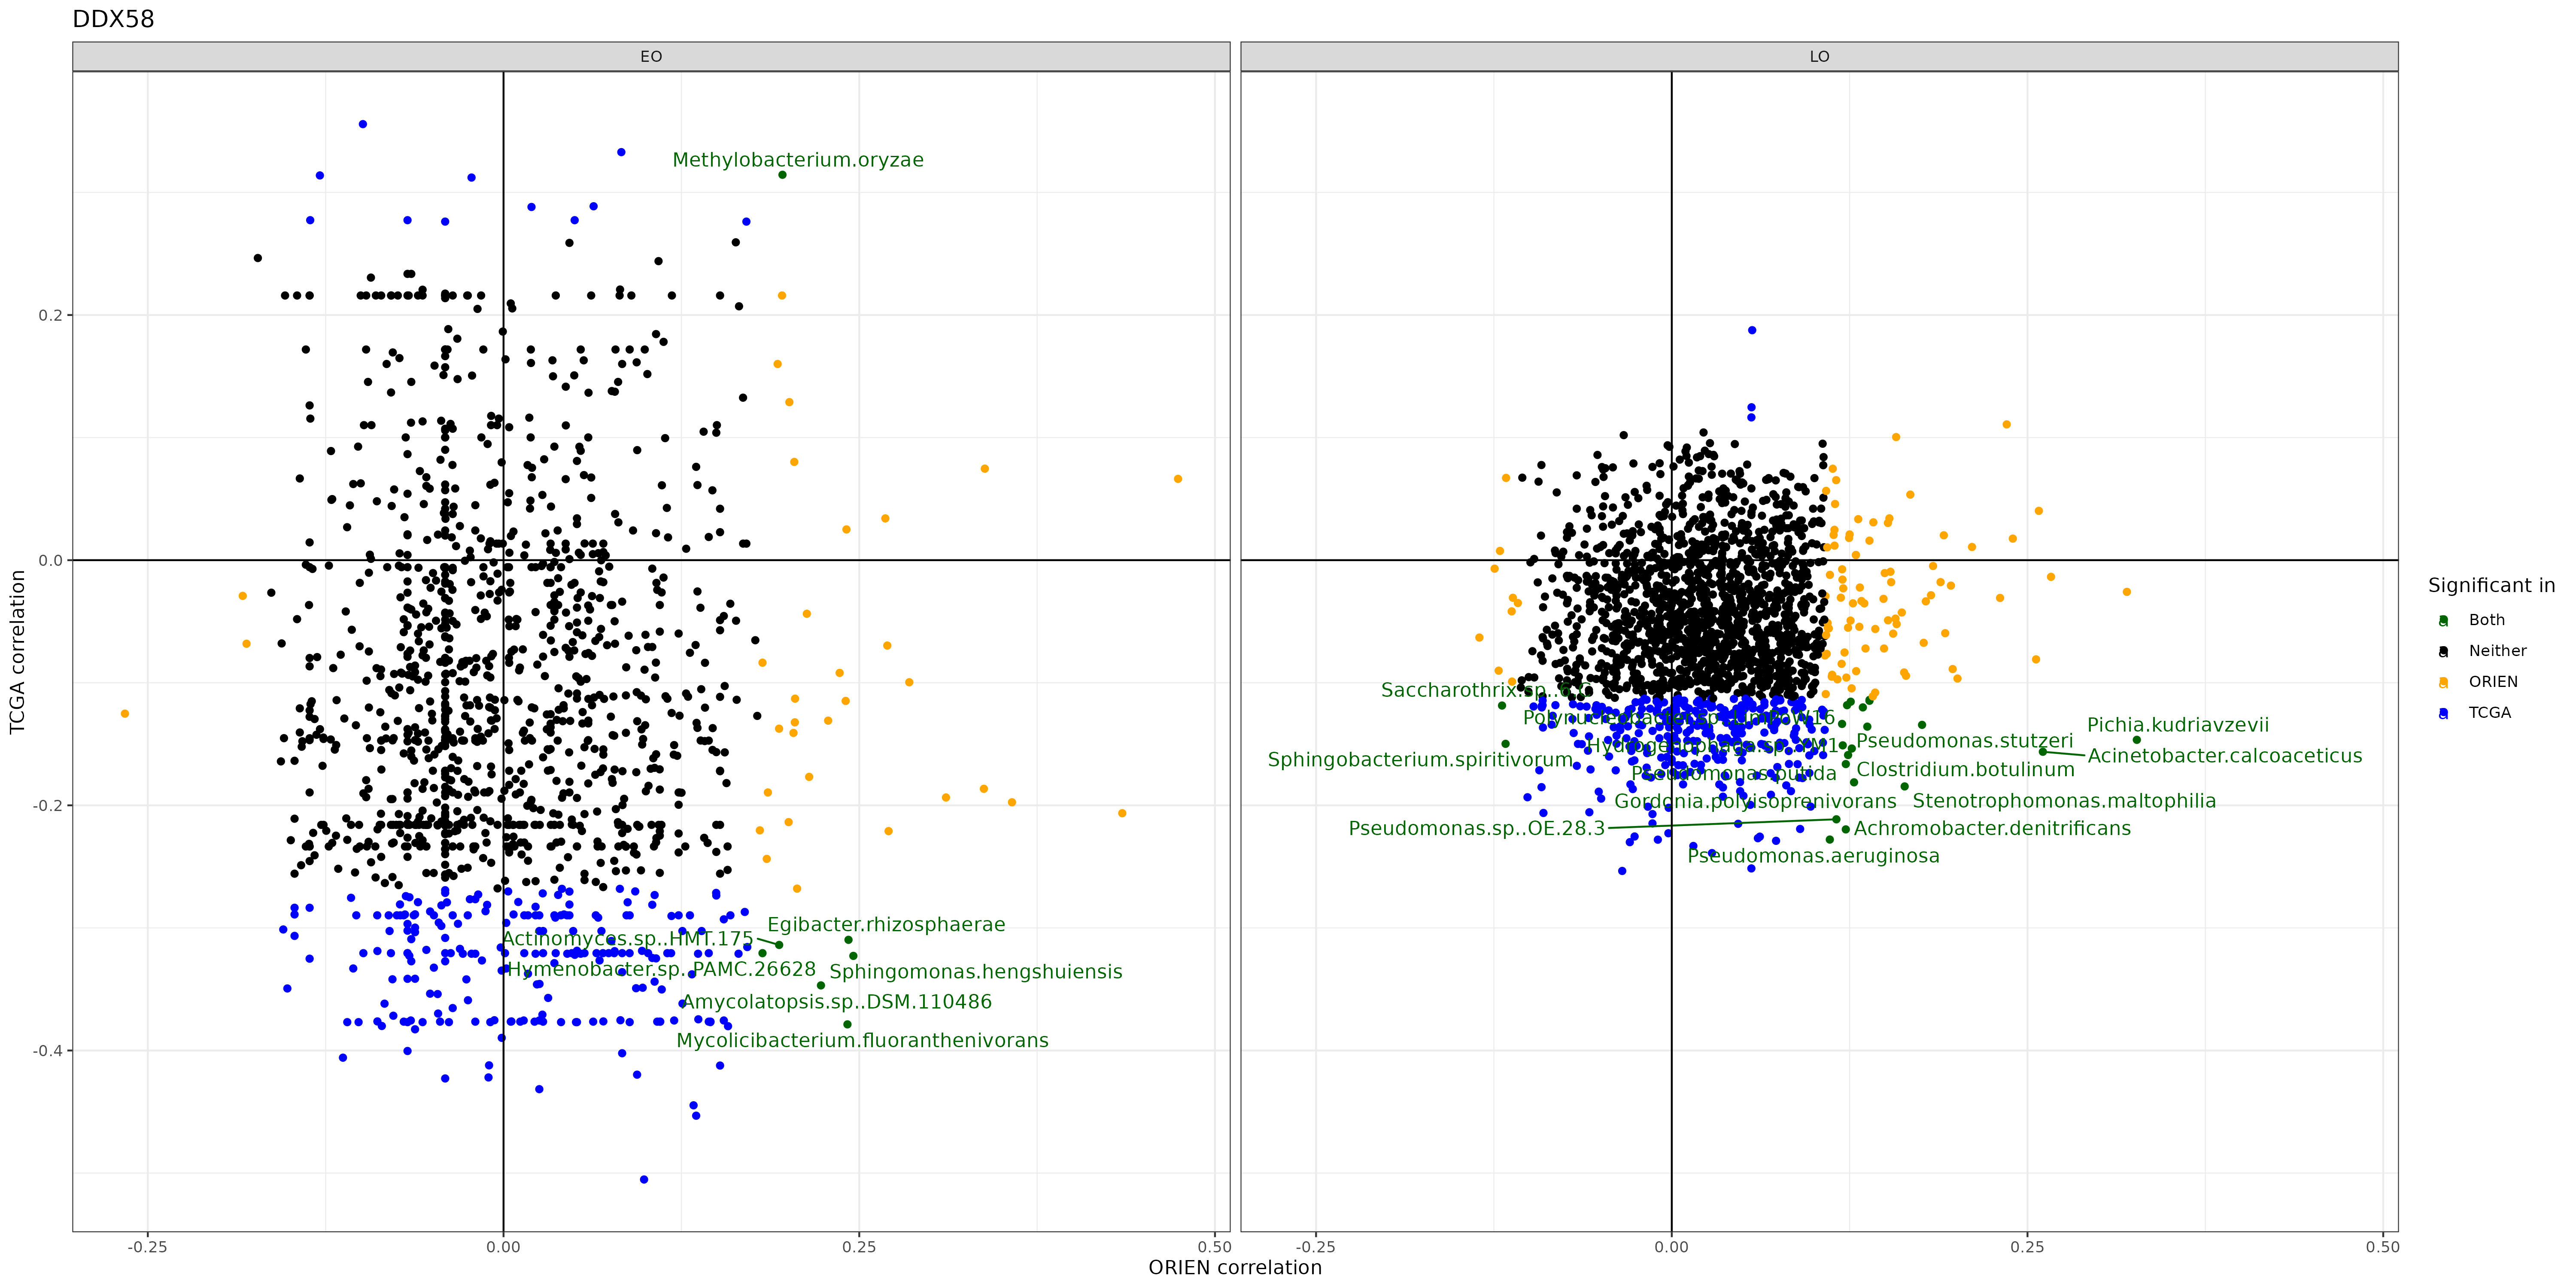 DDX58
EO
LO
TCGA correlation
0.2
0.0
-0.2
-0.4
Methylobacterium.oryzae
Egibacter.rhizosphaerae
Actinomyces.sp..HMT.175
Hymenobacter.sp..PAMC.26628
Sphingomonas.hengshuiensis
Amycolatopsis.sp..DSM.110486
Mycolicibacterium.fluoranthenivorans
Saccharothrix.sp..6.C
Pichia.kudriavzevii
Pseudomonas.stutzeri
Acinetobacter.calcoaceticus
Sphingobacterium.spiritivorum
Clostridium.botulinum
Pseudomonas.putida
Gordonia.polyisoprenivorans
Stenotrophomonas.maltophilia
Pseudomonas.sp..OE.28.3
Achromobacter.denitrificans
Pseudomonas.aeruginosa
-0.25
0.00
0.25
0.50
-0.25
0.00
0.25
0.50
ORIEN correlation
Significant in
Both
Neither
ORIEN
TCGA